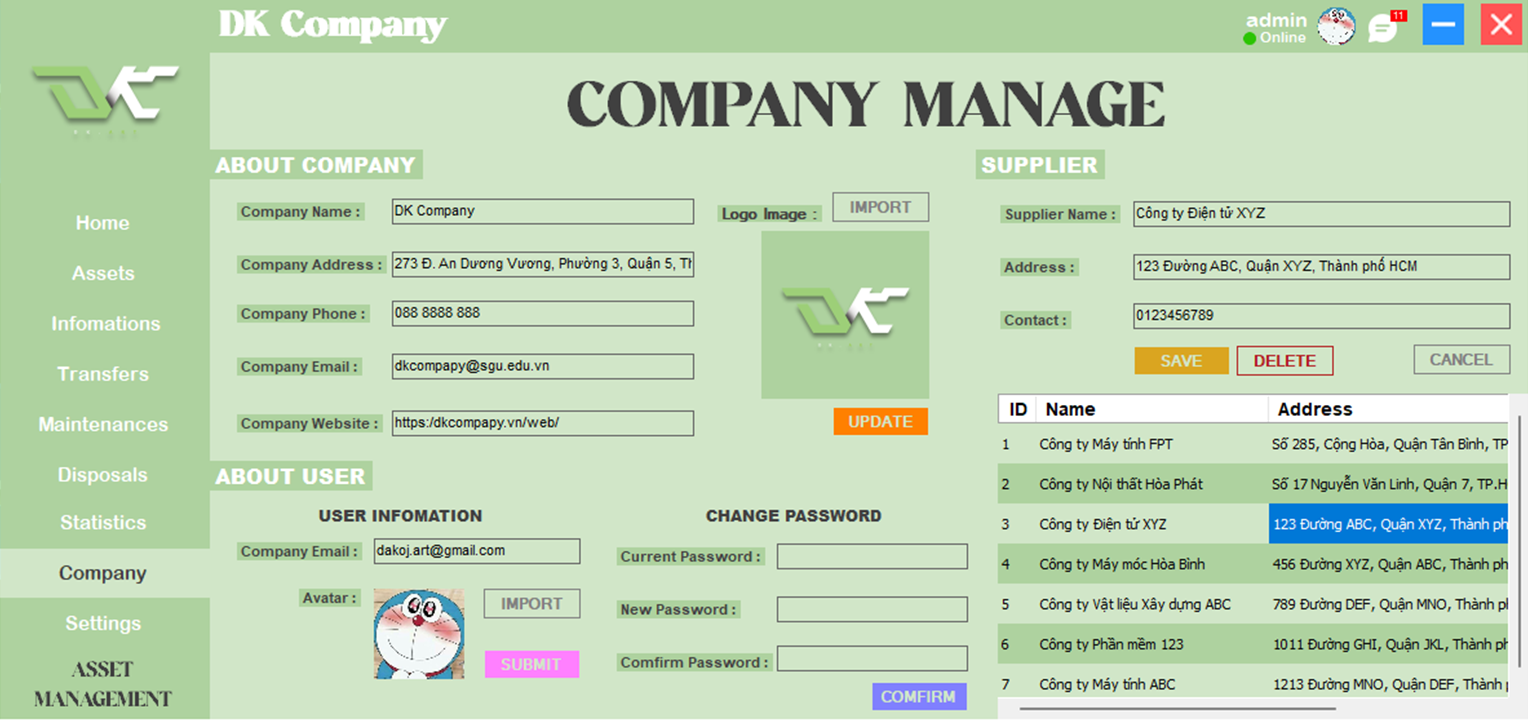 DK Company
admin
Online
11
Home
Assets
Infomations
Transfers
Maintenances
Disposals
Statistics
Company
Settings
ASSET
MANAGEMENT
COMPANY MANAGE
ABOUT COMPANY
Company Name : DK Company
Company Address : 273 Đ. An Dương Vương, Phường 3, Quận 5, Th
Company Phone : 088 8888 888
Company Email : dkcompapy@sgu.edu.vn
Company Website : https:/dkcompapy.vn/web/
Logo Image : IMPORT
DK
UPDATE
ABOUT USER
USER INFOMATION
Company Email : dakoj.art@gmail.com
Avatar : IMPORT
SUBMIT
CHANGE PASSWORD
Current Password :
New Password :
Comfirm Password :
COMFIRM
SUPPLIER
Supplier Name : Công ty Điện tử XYZ
Address : 123 Đường ABC, Quận XYZ, Thành phố HCM
Contact : 0123456789
SAVE DELETE CANCEL
ID Name Address
1 Công ty Máy tính FPT Số 285, Cộng Hòa, Quận Tân Bình, TP
2 Công ty Nội thất Hòa Phát Số 17 Nguyễn Văn Linh, Quận 7, TP.H
3 Công ty Điện tử XYZ 123 Đường ABC, Quận XYZ, Thành ph
4 Công ty Máy móc Hòa Bình 456 Đường XYZ, Quận ABC, Thành ph
5 Công ty Vật liệu Xây dựng ABC 789 Đường DEF, Quận MNO, Thành ph
6 Công ty Phần mềm 123 1011 Đường GHI, Quận JKL, Thành ph
7 Công ty Máy tính ABC 1213 Đường MNO, Quận DEF, Thành p